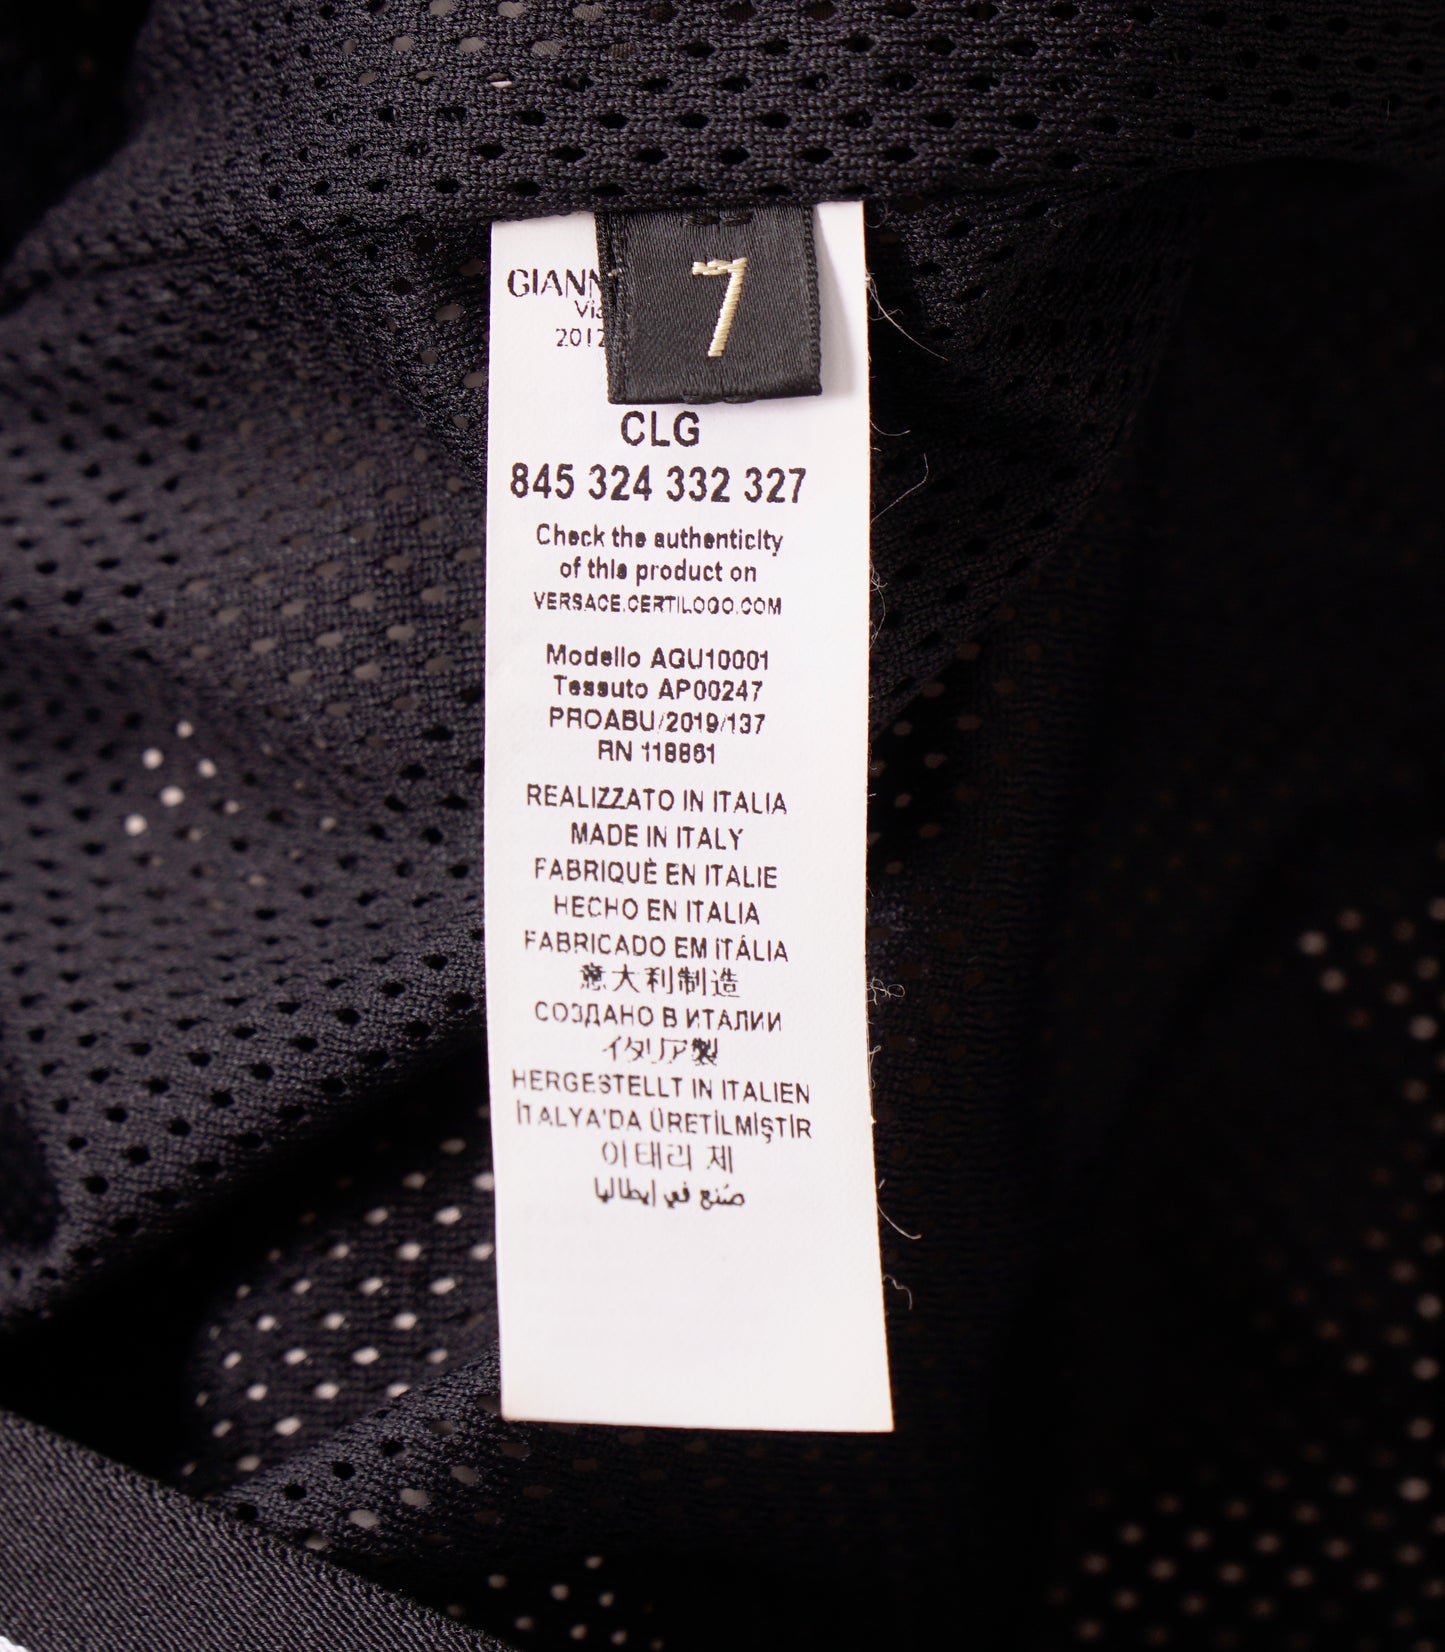 7
CLG
845 324 332 327
Check the authenticity
of this product on
VERSACE.CERTILOGO.COM
Modello AGU10001
Tessuto AP00247
PROABU/2019/137
RN 118861
REALIZZATO IN ITALIA
MADE IN ITALY
FABRIQUÈ EN ITALIE
HECHO EN ITALIA
FABRICADO EM ITÁLIA
意大利制造
СОЗДАНО В ИТАЛИИ
イタリア製
HERGESTELLT IN ITALIEN
İTALYA'DA ÜRETİLMİŞTİR
이태리 제
صُنع في إيطاليا